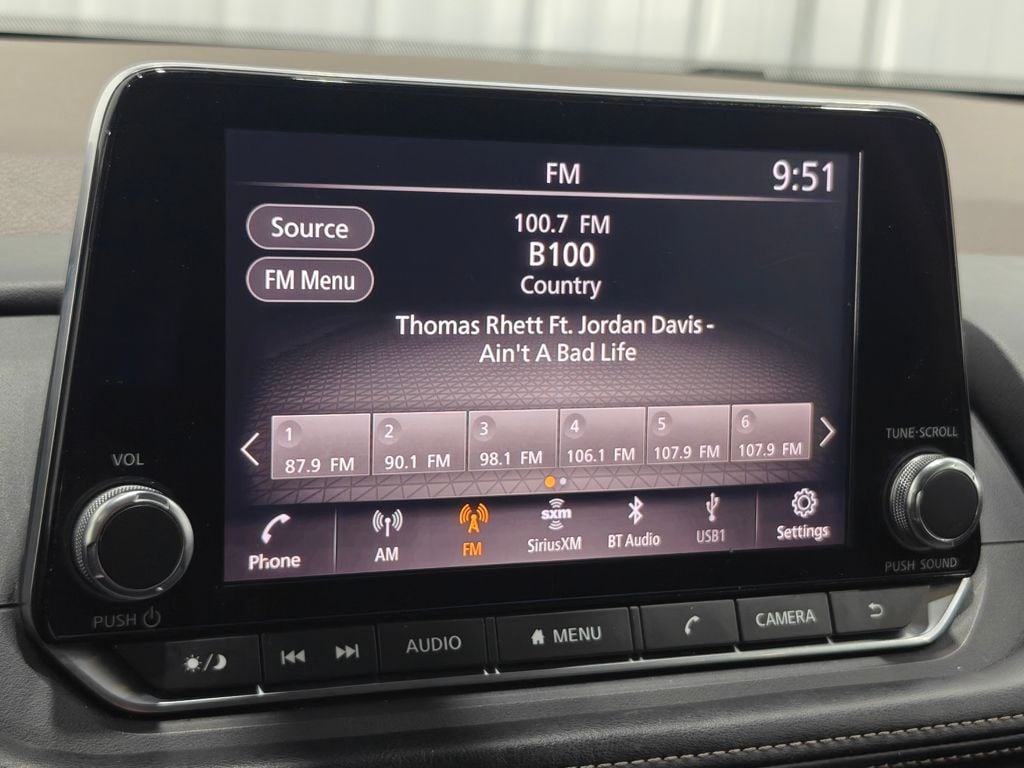 FM
9:51
Source
100.7 FM
B100
FM Menu
Country
Thomas Rhett Ft. Jordan Davis -
Ain't A Bad Life
1
87.9 FM
2
90.1 FM
3
98.1 FM
4
106.1 FM
5
107.9 FM
6
107.9 FM
VOL
TUNE·SCROLL
Phone
AM
FM
sxm
SiriusXM
BT Audio
USB1
Settings
PUSH
PUSH SOUND
AUDIO
MENU
CAMERA